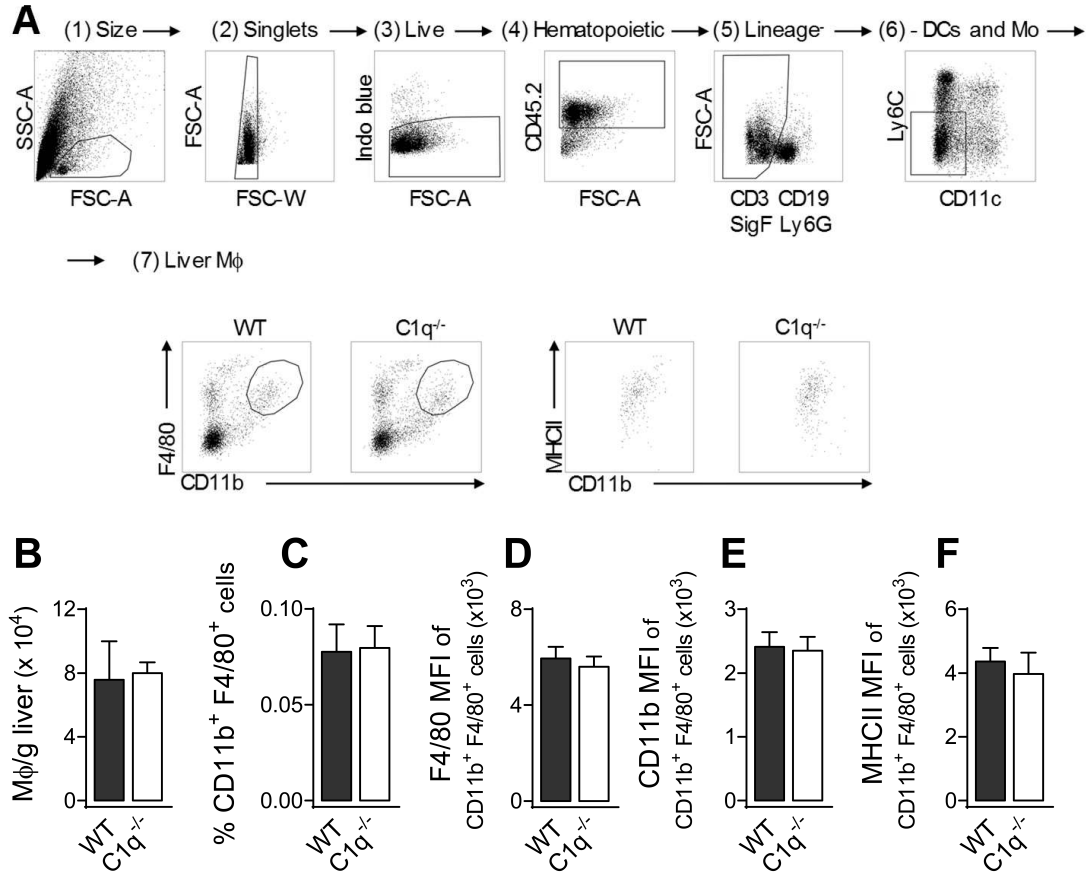 A
(1) Size
(2) Singlets
(3) Live
(4) Hematopoietic
(5) Lineage-
(6) - DCs and Mo
SSC-A
FSC-A
FSC-A
FSC-W
Indo blue
FSC-A
CD45.2
FSC-A
FSC-A
CD3 CD19
SigF Ly6G
Ly6C
CD11c
(7) Liver Mϕ
WT
C1q-/-
WT
C1q-/-
F4/80
CD11b
MHCII
CD11b
B
Mϕ/g liver (x 10⁴)
12
8
4
0
WT
C1q-/-
C
% CD11b+ F4/80+ cells
0.10
0.05
0.00
WT
C1q-/-
D
F4/80 MFI of
CD11b+ F4/80+ cells (x10³)
8
4
0
WT
C1q-/-
E
CD11b MFI of
CD11b+ F4/80+ cells (x10³)
3
2
1
0
WT
C1q-/-
F
MHCII MFI of
CD11b+ F4/80+ cells (x10³)
6
4
2
0
WT
C1q-/-